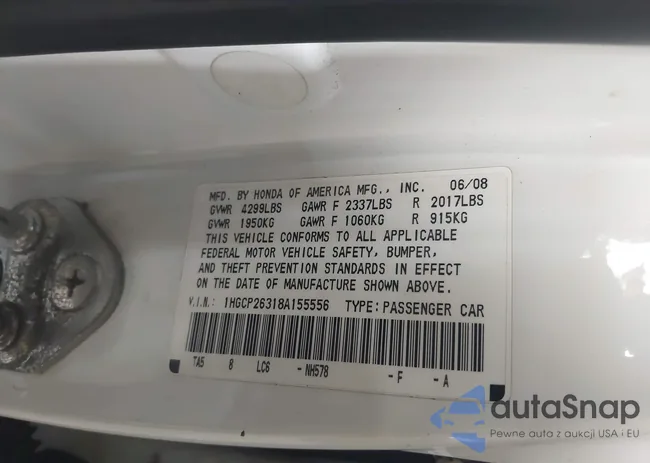 MFD. BY HONDA OF AMERICA MFG., INC. 06/08
GVWR 4299LBS GAWR F 2337LBS R 2017LBS
GVWR 1950KG GAWR F 1060KG R 915KG
THIS VEHICLE CONFORMS TO ALL APPLICABLE
FEDERAL MOTOR VEHICLE SAFETY, BUMPER,
AND THEFT PREVENTION STANDARDS IN EFFECT
ON THE DATE OF MANUFACTURE SHOWN ABOVE.
V.I.N.: 1HGCP26318A155556 TYPE: PASSENGER CAR
TA5 8 LC6 - NH578 - F - A
autaSnap
Pewne auta z aukcji USA i EU